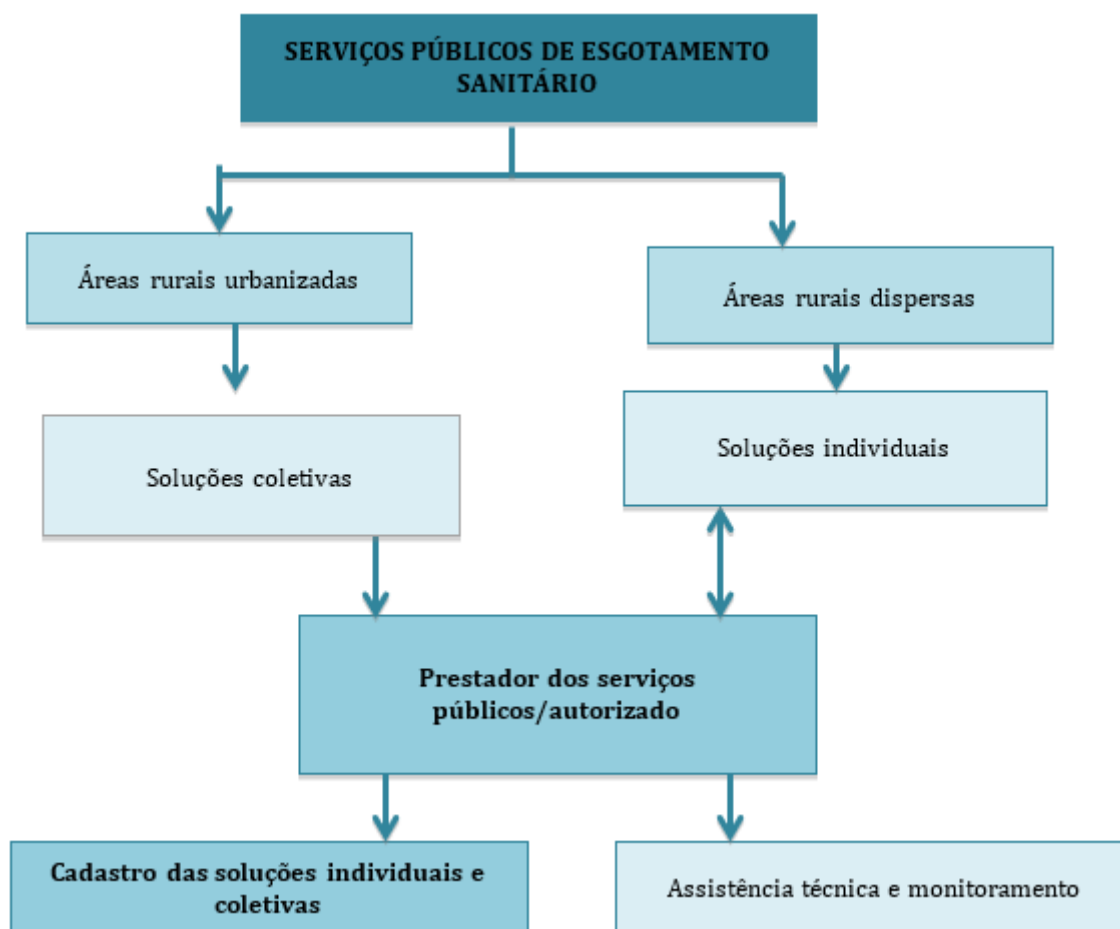 SERVIÇOS PÚBLICOS DE ESGOTAMENTO
SANITÁRIO
Áreas rurais urbanizadas
Áreas rurais dispersas
Soluções coletivas
Soluções individuais
Prestador dos serviços
públicos/autorizado
Cadastro das soluções individuais e
coletivas
Assistência técnica e monitoramento